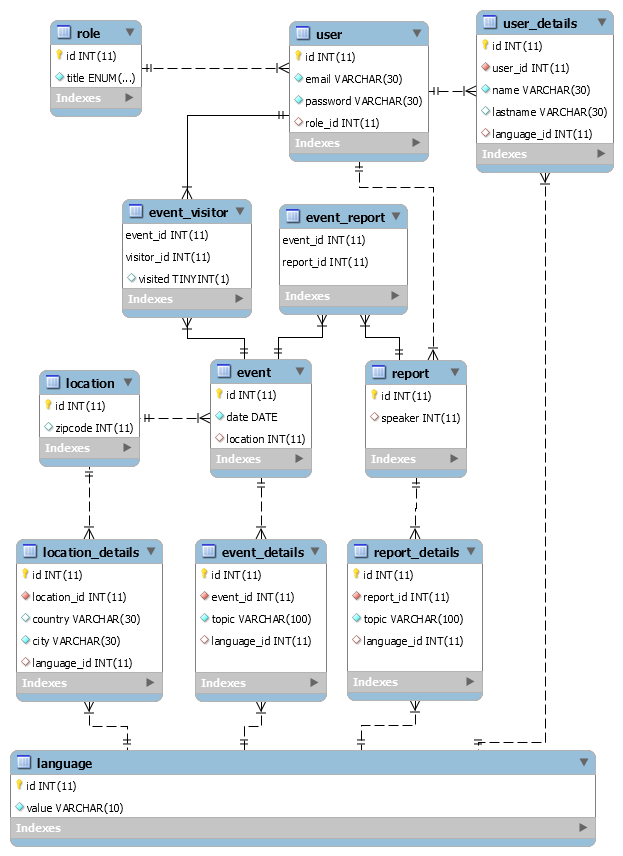 role
id INT(11)
title ENUM(...)
Indexes
user
id INT(11)
email VARCHAR(30)
password VARCHAR(30)
role_id INT(11)
Indexes
user_details
id INT(11)
user_id INT(11)
name VARCHAR(30)
lastname VARCHAR(30)
language_id INT(11)
Indexes
event_visitor
event_id INT(11)
visitor_id INT(11)
visited TINYINT(1)
Indexes
event_report
event_id INT(11)
report_id INT(11)
Indexes
location
id INT(11)
zipcode INT(11)
Indexes
event
id INT(11)
date DATE
location INT(11)
Indexes
report
id INT(11)
speaker INT(11)
Indexes
location_details
id INT(11)
location_id INT(11)
country VARCHAR(30)
city VARCHAR(30)
language_id INT(11)
Indexes
event_details
id INT(11)
event_id INT(11)
topic VARCHAR(100)
language_id INT(11)
Indexes
report_details
id INT(11)
report_id INT(11)
topic VARCHAR(100)
language_id INT(11)
Indexes
language
id INT(11)
value VARCHAR(10)
Indexes